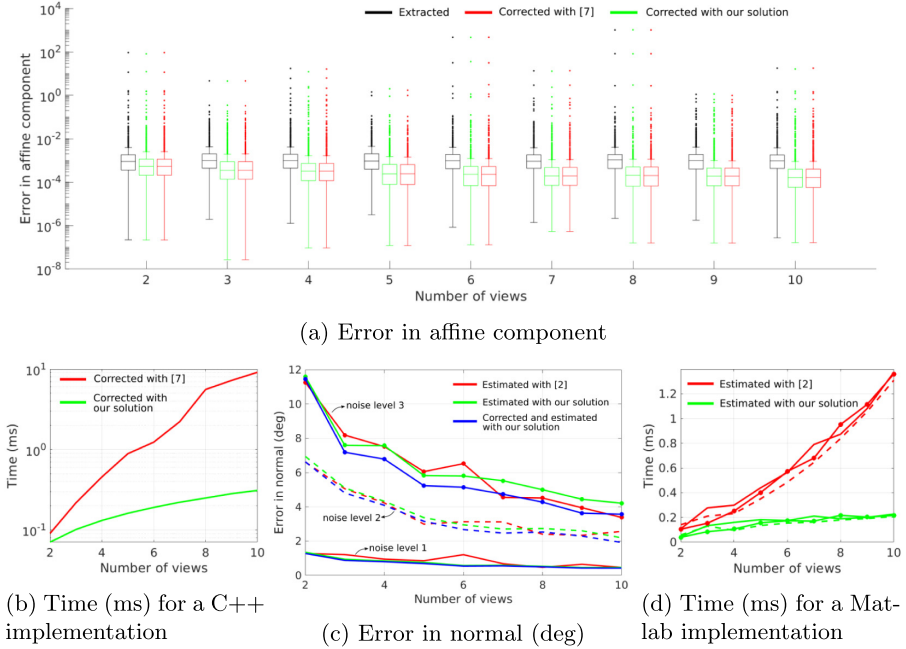 Extracted Corrected with [7] Corrected with our solution
Error in affine component
10^4
10^2
10^0
10^-2
10^-4
10^-6
10^-8
2 3 4 5 6 7 8 9 10
Number of views
(a) Error in affine component
Time (ms)
10^1
10^0
10^-1
Corrected with [7]
Corrected with
our solution
2 4 6 8 10
Number of views
(b) Time (ms) for a C++
implementation
Error in normal (deg)
12
10
8
6
4
2
0
Estimated with [2]
Estimated with our solution
Corrected and estimated
with our solution
noise level 3
noise level 2
noise level 1
2 4 6 8 10
Number of views
(c) Error in normal (deg)
Time (ms)
1.2
1
0.8
0.6
0.4
0.2
0
Estimated with [2]
Estimated with our solution
2 4 6 8 10
Number of views
(d) Time (ms) for a Mat-
lab implementation